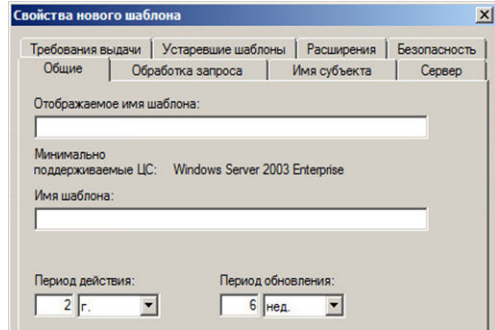 Свойства нового шаблона
Требования выдачи Устаревшие шаблоны Расширения Безопасность
Общие Обработка запроса Имя субъекта Сервер
Отображаемое имя шаблона:
Минимально
поддерживаемые ЦС: Windows Server 2003 Enterprise
Имя шаблона:
Период действия: Период обновления:
2 г. 6 нед.